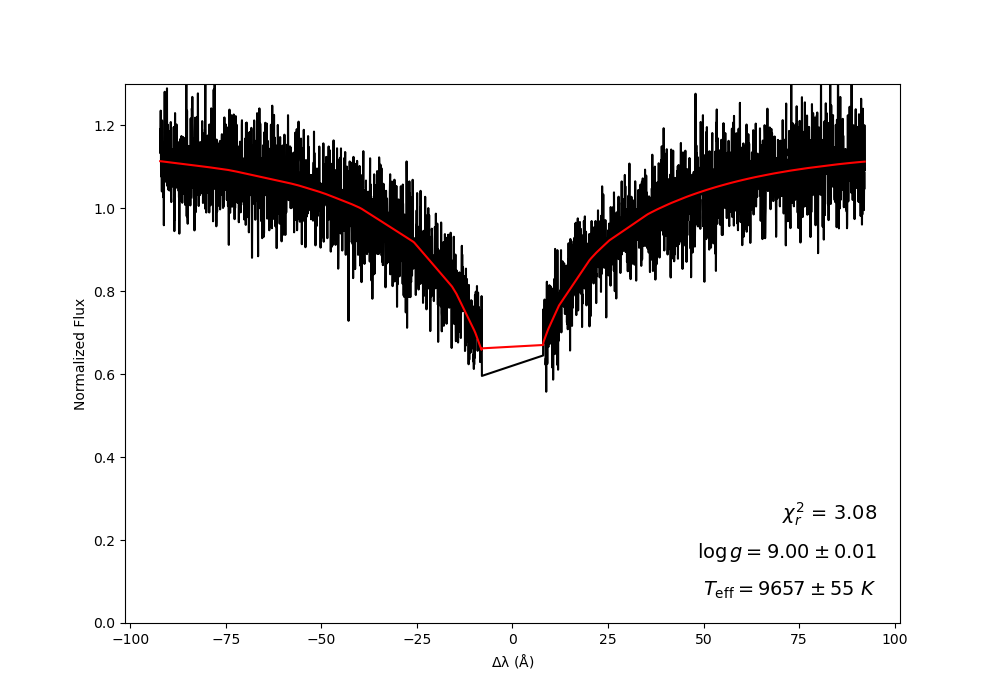 1.2
1.0
0.8
0.6
0.4
0.2
0.0
Normalized Flux
χ²ᵣ = 3.08
log g = 9.00 ± 0.01
T_eff = 9657 ± 55 K
−100 −75 −50 −25 0 25 50 75 100
Δλ (Å)